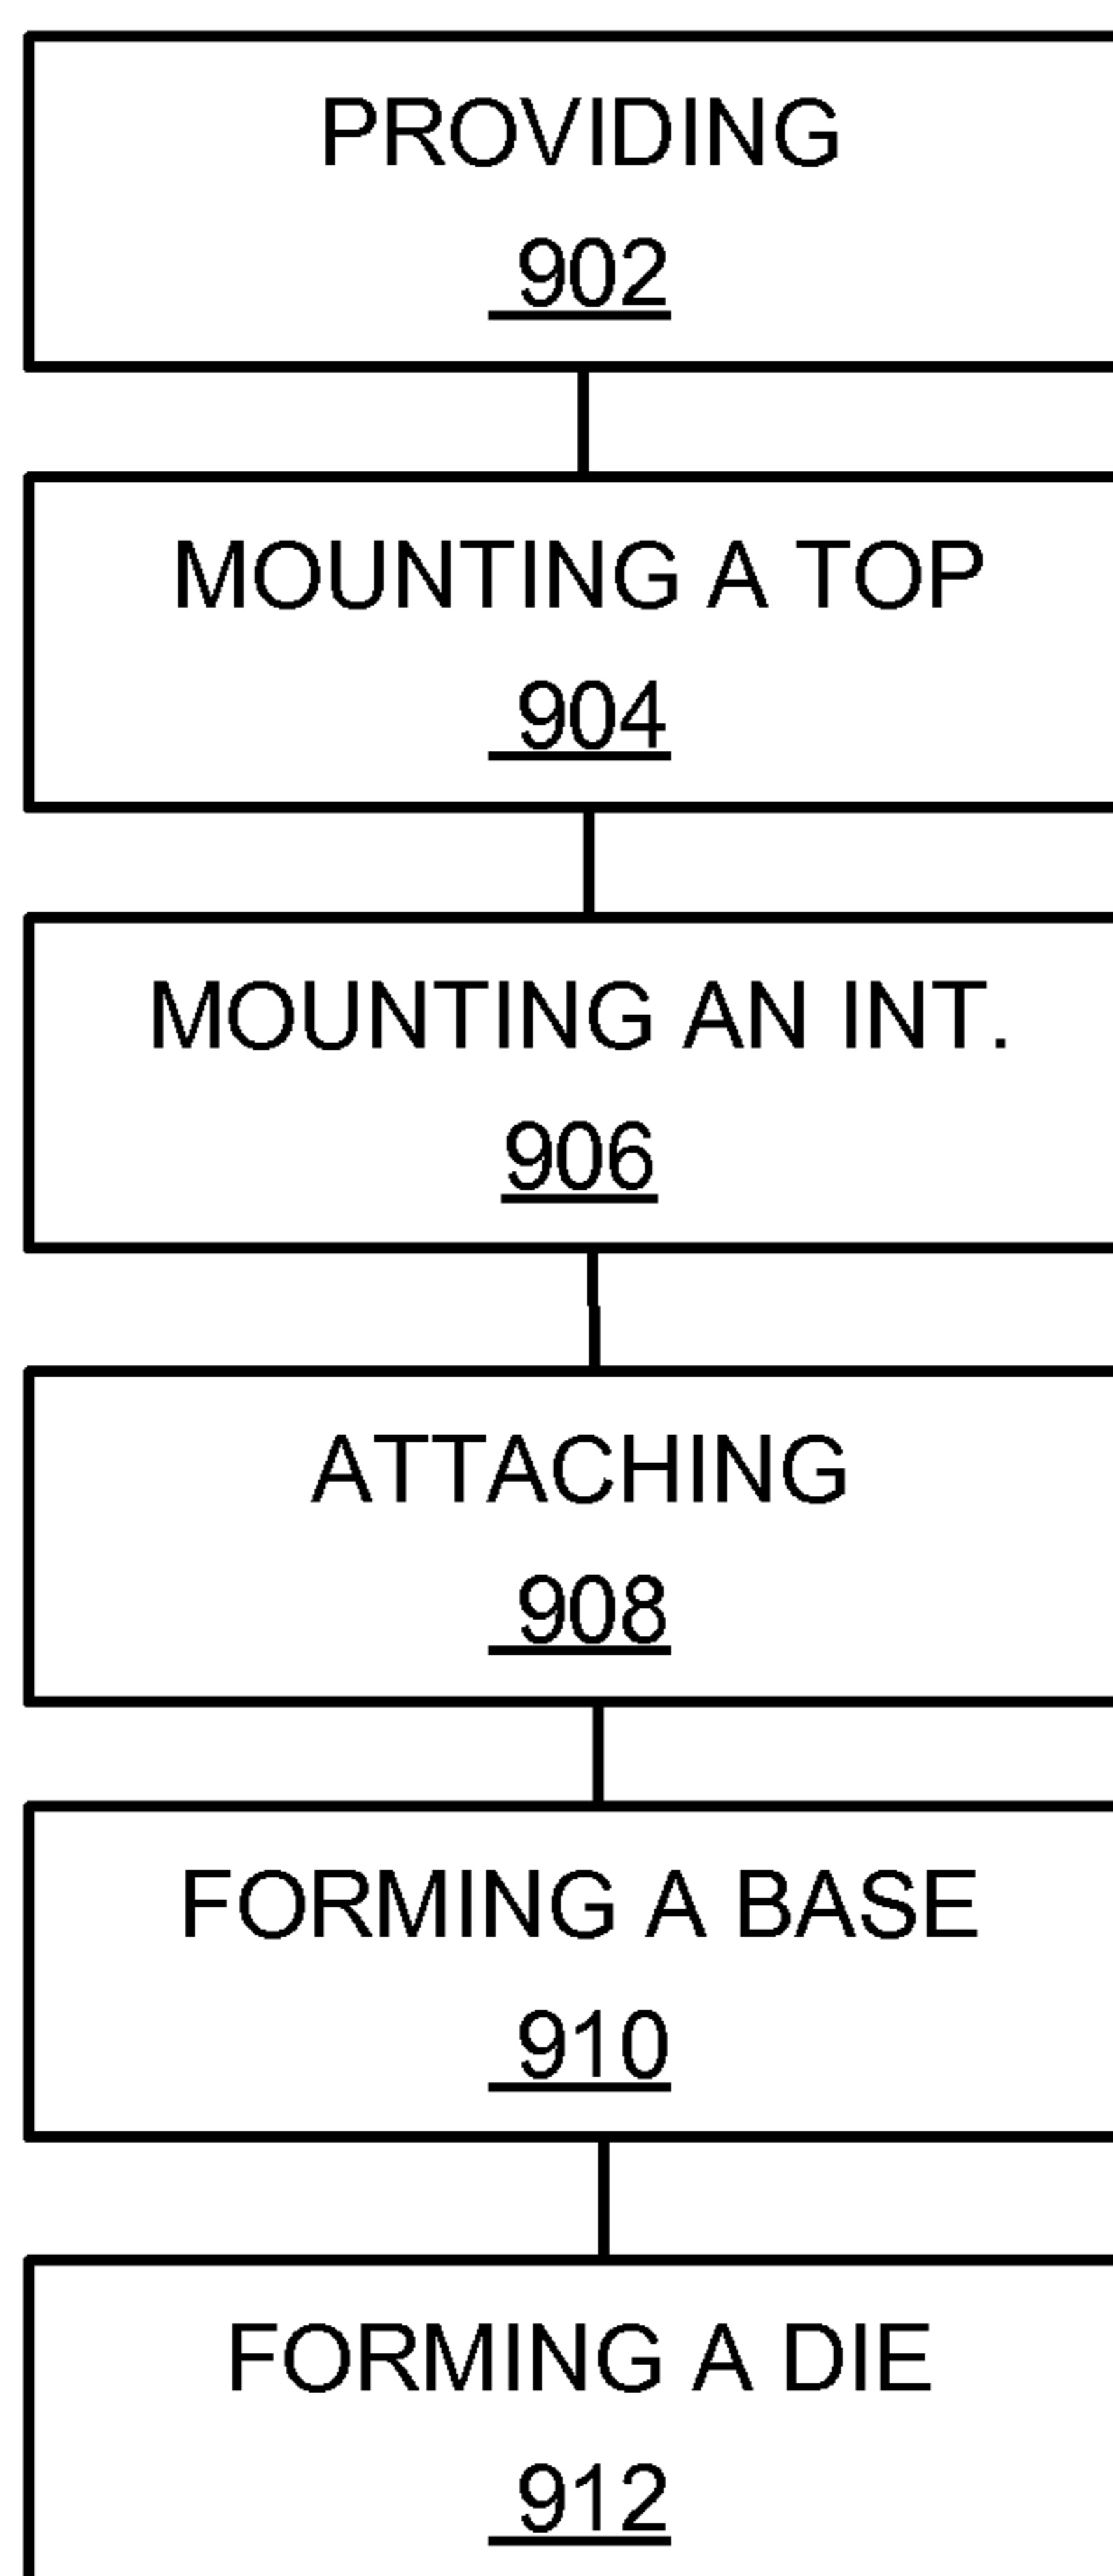 PROVIDING
902
MOUNTING A TOP
904
MOUNTING AN INT.
906
ATTACHING
908
FORMING A BASE
910
FORMING A DIE
912